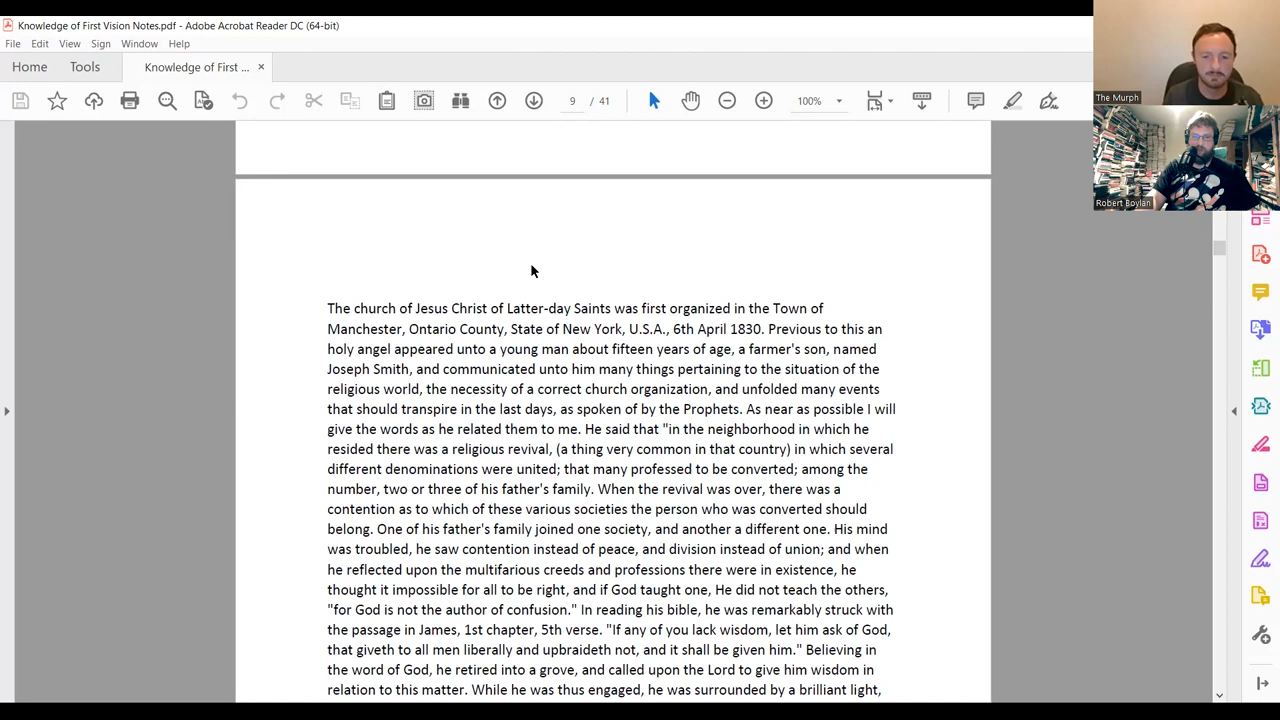 Knowledge of First Vision Notes.pdf - Adobe Acrobat Reader DC (64-bit)
File Edit View Sign Window Help
Home Tools Knowledge of First ... ×
9 / 41 100%
The Murph
Robert Boylan
The church of Jesus Christ of Latter-day Saints was first organized in the Town of
Manchester, Ontario County, State of New York, U.S.A., 6th April 1830. Previous to this an
holy angel appeared unto a young man about fifteen years of age, a farmer's son, named
Joseph Smith, and communicated unto him many things pertaining to the situation of the
religious world, the necessity of a correct church organization, and unfolded many events
that should transpire in the last days, as spoken of by the Prophets. As near as possible I will
give the words as he related them to me. He said that "in the neighborhood in which he
resided there was a religious revival, (a thing very common in that country) in which several
different denominations were united; that many professed to be converted; among the
number, two or three of his father's family. When the revival was over, there was a
contention as to which of these various societies the person who was converted should
belong. One of his father's family joined one society, and another a different one. His mind
was troubled, he saw contention instead of peace, and division instead of union; and when
he reflected upon the multifarious creeds and professions there were in existence, he
thought it impossible for all to be right, and if God taught one, He did not teach the others,
"for God is not the author of confusion." In reading his bible, he was remarkably struck with
the passage in James, 1st chapter, 5th verse. "If any of you lack wisdom, let him ask of God,
that giveth to all men liberally and upbraideth not, and it shall be given him." Believing in
the word of God, he retired into a grove, and called upon the Lord to give him wisdom in
relation to this matter. While he was thus engaged, he was surrounded by a brilliant light,